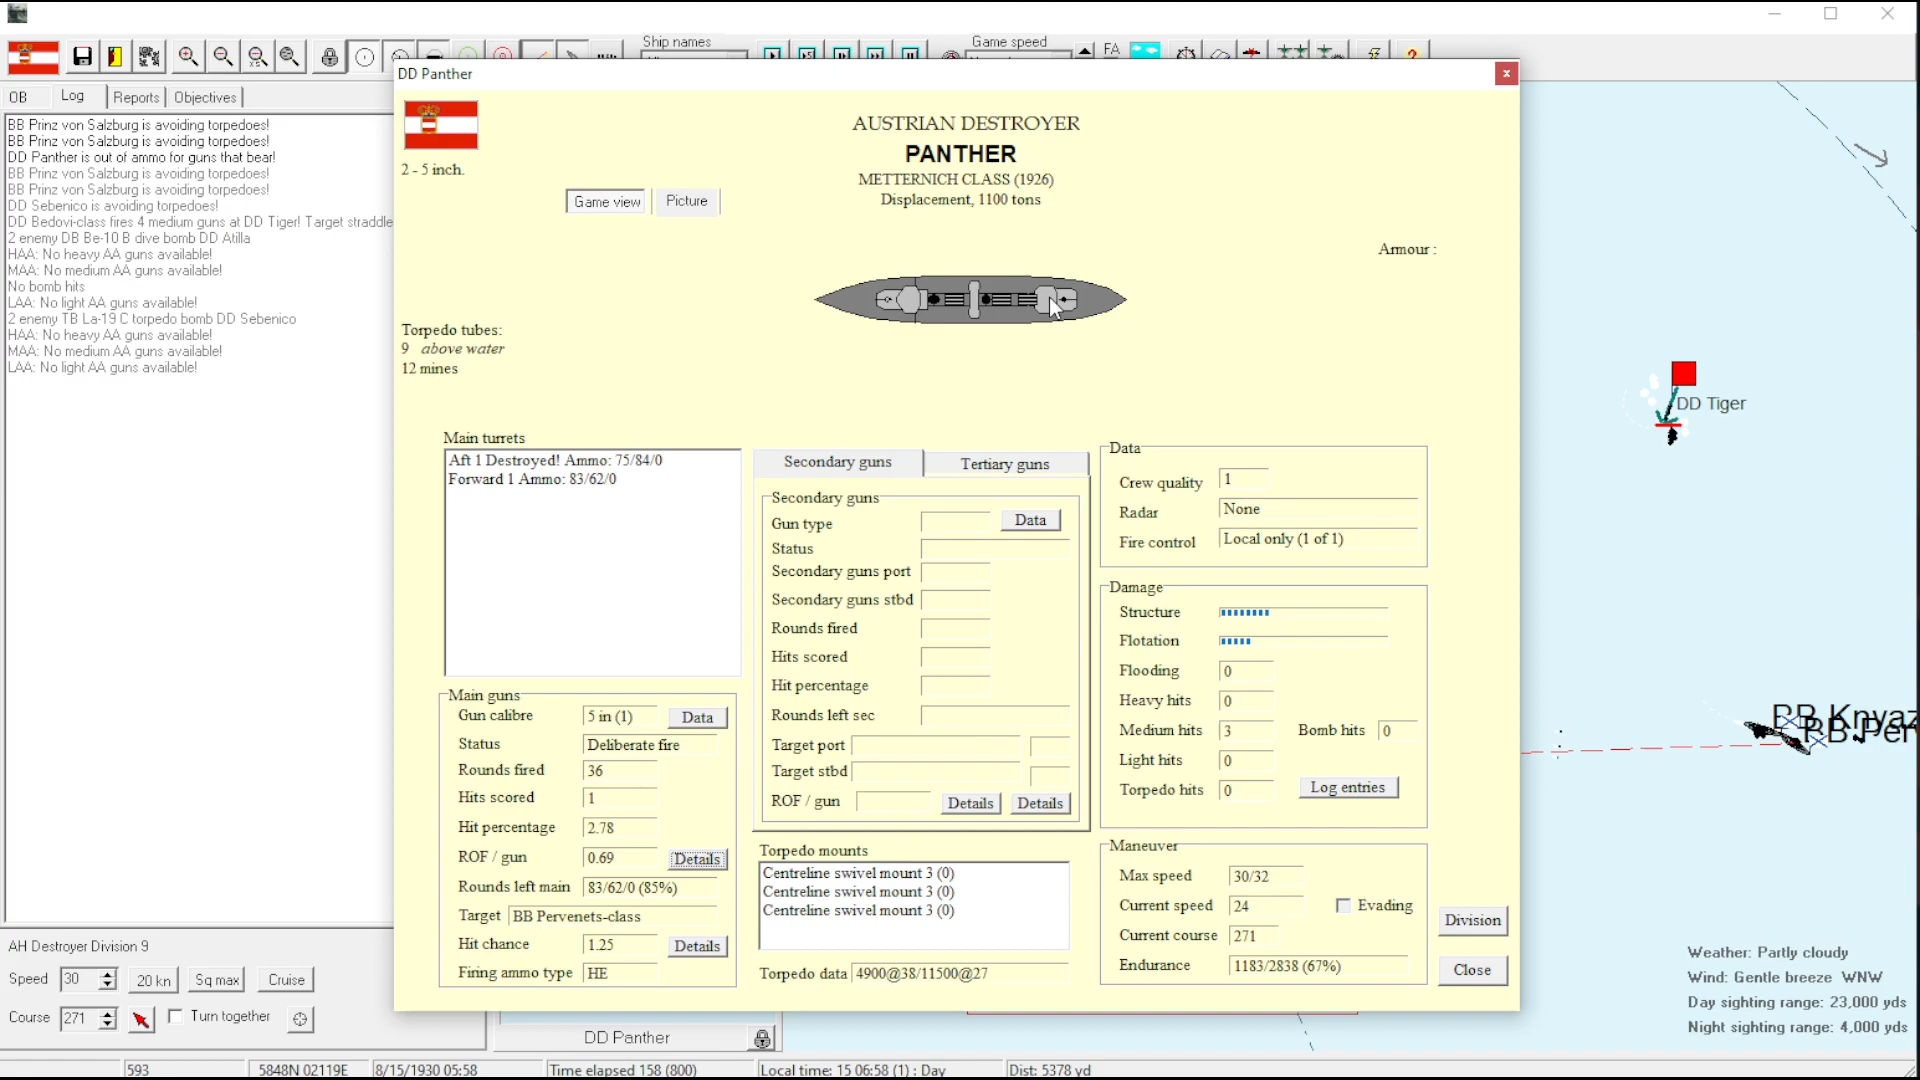 Ship names
Game speed
FA
DD Panther
x
OB
Log
Reports
Objectives
BB Prinz von Salzburg is avoiding torpedoes!
BB Prinz von Salzburg is avoiding torpedoes!
DD Panther is out of ammo for guns that bear!
BB Prinz von Salzburg is avoiding torpedoes!
BB Prinz von Salzburg is avoiding torpedoes!
DD Sebenico is avoiding torpedoes!
DD Bedovi-class fires 4 medium guns at DD Tiger! Target straddle
2 enemy DB Be-10 B dive bomb DD Atilla
HAA: No heavy AA guns available!
MAA: No medium AA guns available!
No bomb hits
LAA: No light AA guns available!
2 enemy TB La-19 C torpedo bomb DD Sebenico
HAA: No heavy AA guns available!
MAA: No medium AA guns available!
LAA: No light AA guns available!
AUSTRIAN DESTROYER
PANTHER
METTERNICH CLASS (1926)
Displacement, 1100 tons
2 - 5 inch.
Game view
Picture
Armour :
Torpedo tubes:
9 above water
12 mines
Main turrets
Aft 1 Destroyed! Ammo: 75/84/0
Forward 1 Ammo: 83/62/0
Main guns
Gun calibre 5 in (1) Data
Status Deliberate fire
Rounds fired 36
Hits scored 1
Hit percentage 2.78
ROF / gun 0.69 Details
Rounds left main 83/62/0 (85%)
Target BB Pervenets-class
Hit chance 1.25 Details
Firing ammo type HE
Secondary guns
Tertiary guns
Secondary guns
Gun type Data
Status
Secondary guns port
Secondary guns stbd
Rounds fired
Hits scored
Hit percentage
Rounds left sec
Target port
Target stbd
ROF / gun Details Details
Torpedo mounts
Centreline swivel mount 3 (0)
Centreline swivel mount 3 (0)
Centreline swivel mount 3 (0)
Torpedo data 4900@38/11500@27
Data
Crew quality 1
Radar None
Fire control Local only (1 of 1)
Damage
Structure
Flotation
Flooding 0
Heavy hits 0
Medium hits 3 Bomb hits 0
Light hits 0
Torpedo hits 0 Log entries
Maneuver
Max speed 30/32
Current speed 24 Evading
Current course 271
Endurance 1183/2838 (67%)
Division
Close
DD Tiger
BB Knyaz
BB Per
Weather: Partly cloudy
Wind: Gentle breeze WNW
Day sighting range: 23,000 yds
Night sighting range: 4,000 yds
AH Destroyer Division 9
Speed 30 20 kn Sq max Cruise
Course 271 Turn together
DD Panther
593 5848N 02119E 8/15/1930 05:58 Time elapsed 158 (800) Local time: 15 06:58 (1) : Day Dist: 5378 yd